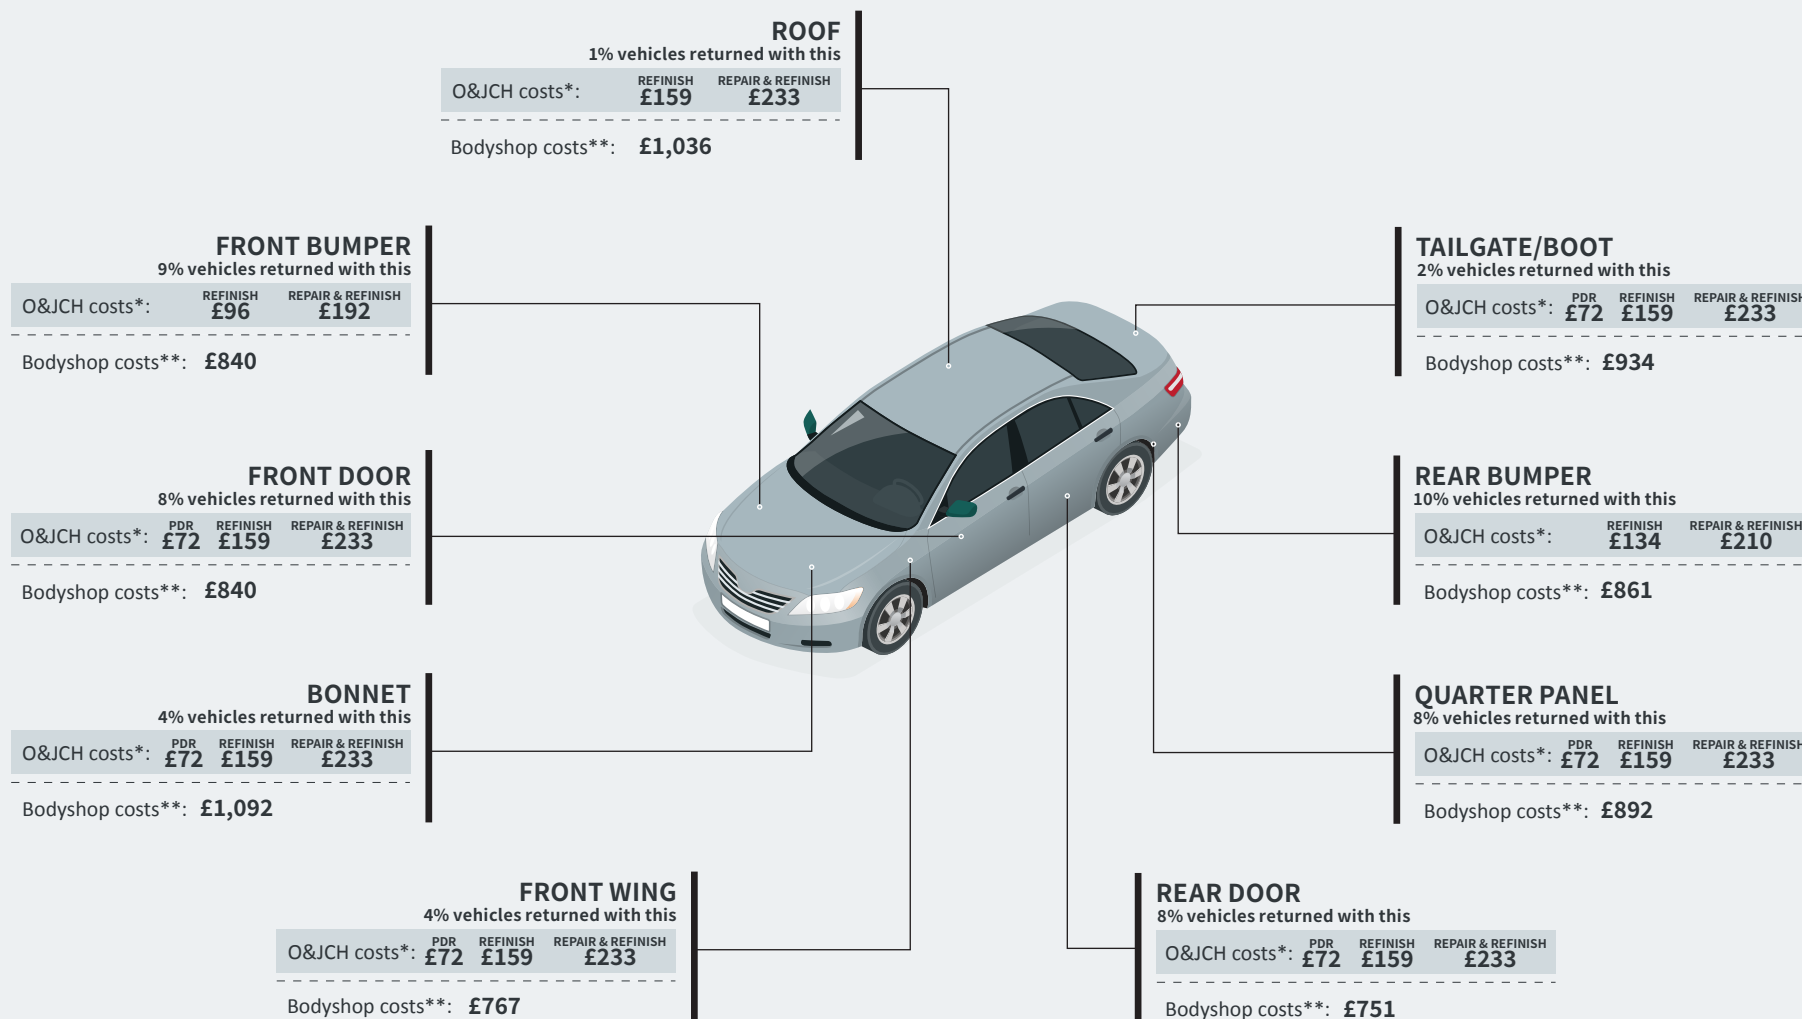 ROOF
1% vehicles returned with this
REFINISH REPAIR & REFINISH
O&JCH costs*: £159 £233
Bodyshop costs**: £1,036
FRONT BUMPER
9% vehicles returned with this
REFINISH REPAIR & REFINISH
O&JCH costs*: £96 £192
Bodyshop costs**: £840
FRONT DOOR
8% vehicles returned with this
PDR REFINISH REPAIR & REFINISH
O&JCH costs*: £72 £159 £233
Bodyshop costs**: £840
BONNET
4% vehicles returned with this
PDR REFINISH REPAIR & REFINISH
O&JCH costs*: £72 £159 £233
Bodyshop costs**: £1,092
FRONT WING
4% vehicles returned with this
PDR REFINISH REPAIR & REFINISH
O&JCH costs*: £72 £159 £233
Bodyshop costs**: £767
TAILGATE/BOOT
2% vehicles returned with this
PDR REFINISH REPAIR & REFINISH
O&JCH costs*: £72 £159 £233
Bodyshop costs**: £934
REAR BUMPER
10% vehicles returned with this
REFINISH REPAIR & REFINISH
O&JCH costs*: £134 £210
Bodyshop costs**: £861
QUARTER PANEL
8% vehicles returned with this
PDR REFINISH REPAIR & REFINISH
O&JCH costs*: £72 £159 £233
Bodyshop costs**: £892
REAR DOOR
8% vehicles returned with this
PDR REFINISH REPAIR & REFINISH
O&JCH costs*: £72 £159 £233
Bodyshop costs**: £751